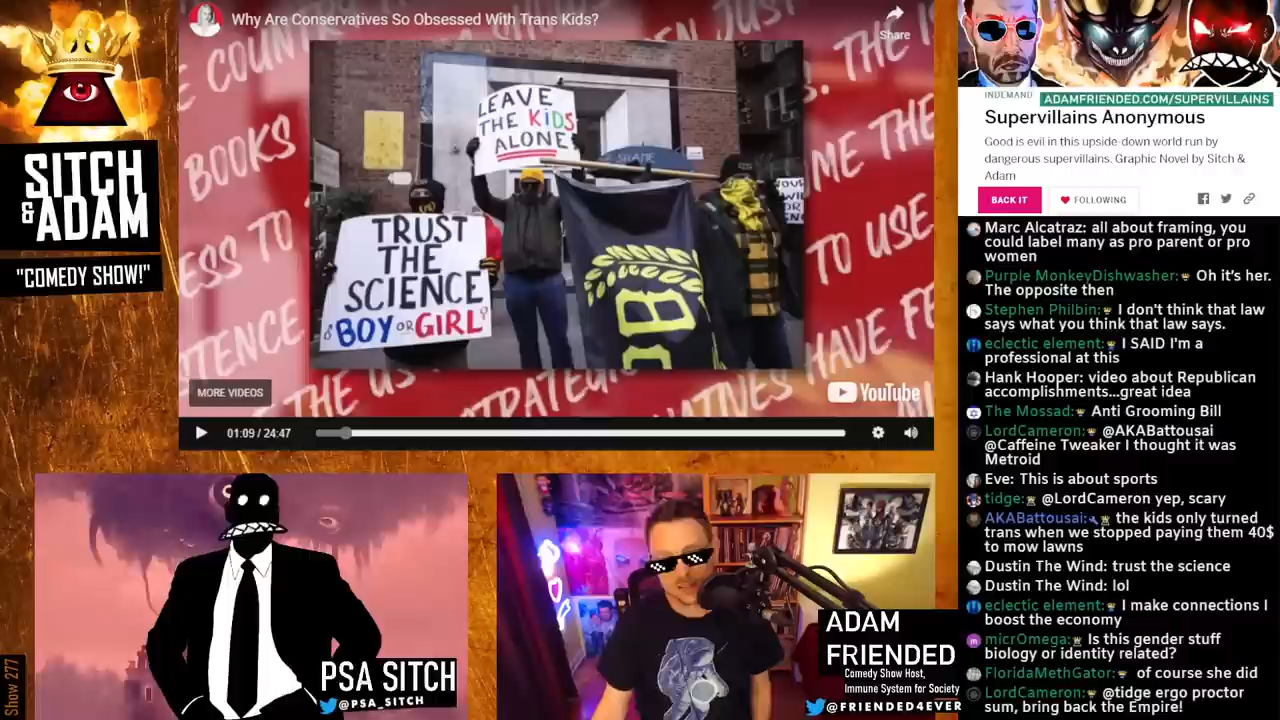 SITCH
& ADAM
"COMEDY SHOW!"
Show 277
Why Are Conservatives So Obsessed With Trans Kids?
Share
BOOKS
ESS TO
TO USE
HAVE FE
ME THE
LEAVE
THE KIDS
ALONE
TRUST
THE
SCIENCE
BOY OR GIRL
MORE VIDEOS
YouTube
01:09 / 24:47
PSA SITCH
@PSA_SITCH
ADAM
FRIENDED
Comedy Show Host,
Immune System for Society
@FRIENDED4EVER
INDEMAND
ADAMFRIENDED.COM/SUPERVILLAINS
Supervillains Anonymous
Good is evil in this upside-down world run by
dangerous supervillains. Graphic Novel by Sitch &
Adam
BACK IT
FOLLOWING
Marc Alcatraz: all about framing, you
could label many as pro parent or pro
women
Purple MonkeyDishwasher: Oh it's her.
The opposite then
Stephen Philbin: I don't think that law
says what you think that law says.
eclectic element: I SAID I'm a
professional at this
Hank Hooper: video about Republican
accomplishments...great idea
The Mossad: Anti Grooming Bill
LordCameron: @AKABattousai
@Caffeine Tweaker I thought it was
Metroid
Eve: This is about sports
tidge: @LordCameron yep, scary
AKABattousai: the kids only turned
trans when we stopped paying them 40$
to mow lawns
Dustin The Wind: trust the science
Dustin The Wind: lol
eclectic element: I make connections I
boost the economy
micrOmega: Is this gender stuff
biology or identity related?
FloridaMethGator: of course she did
LordCameron: @tidge ergo proctor
sum, bring back the Empire!